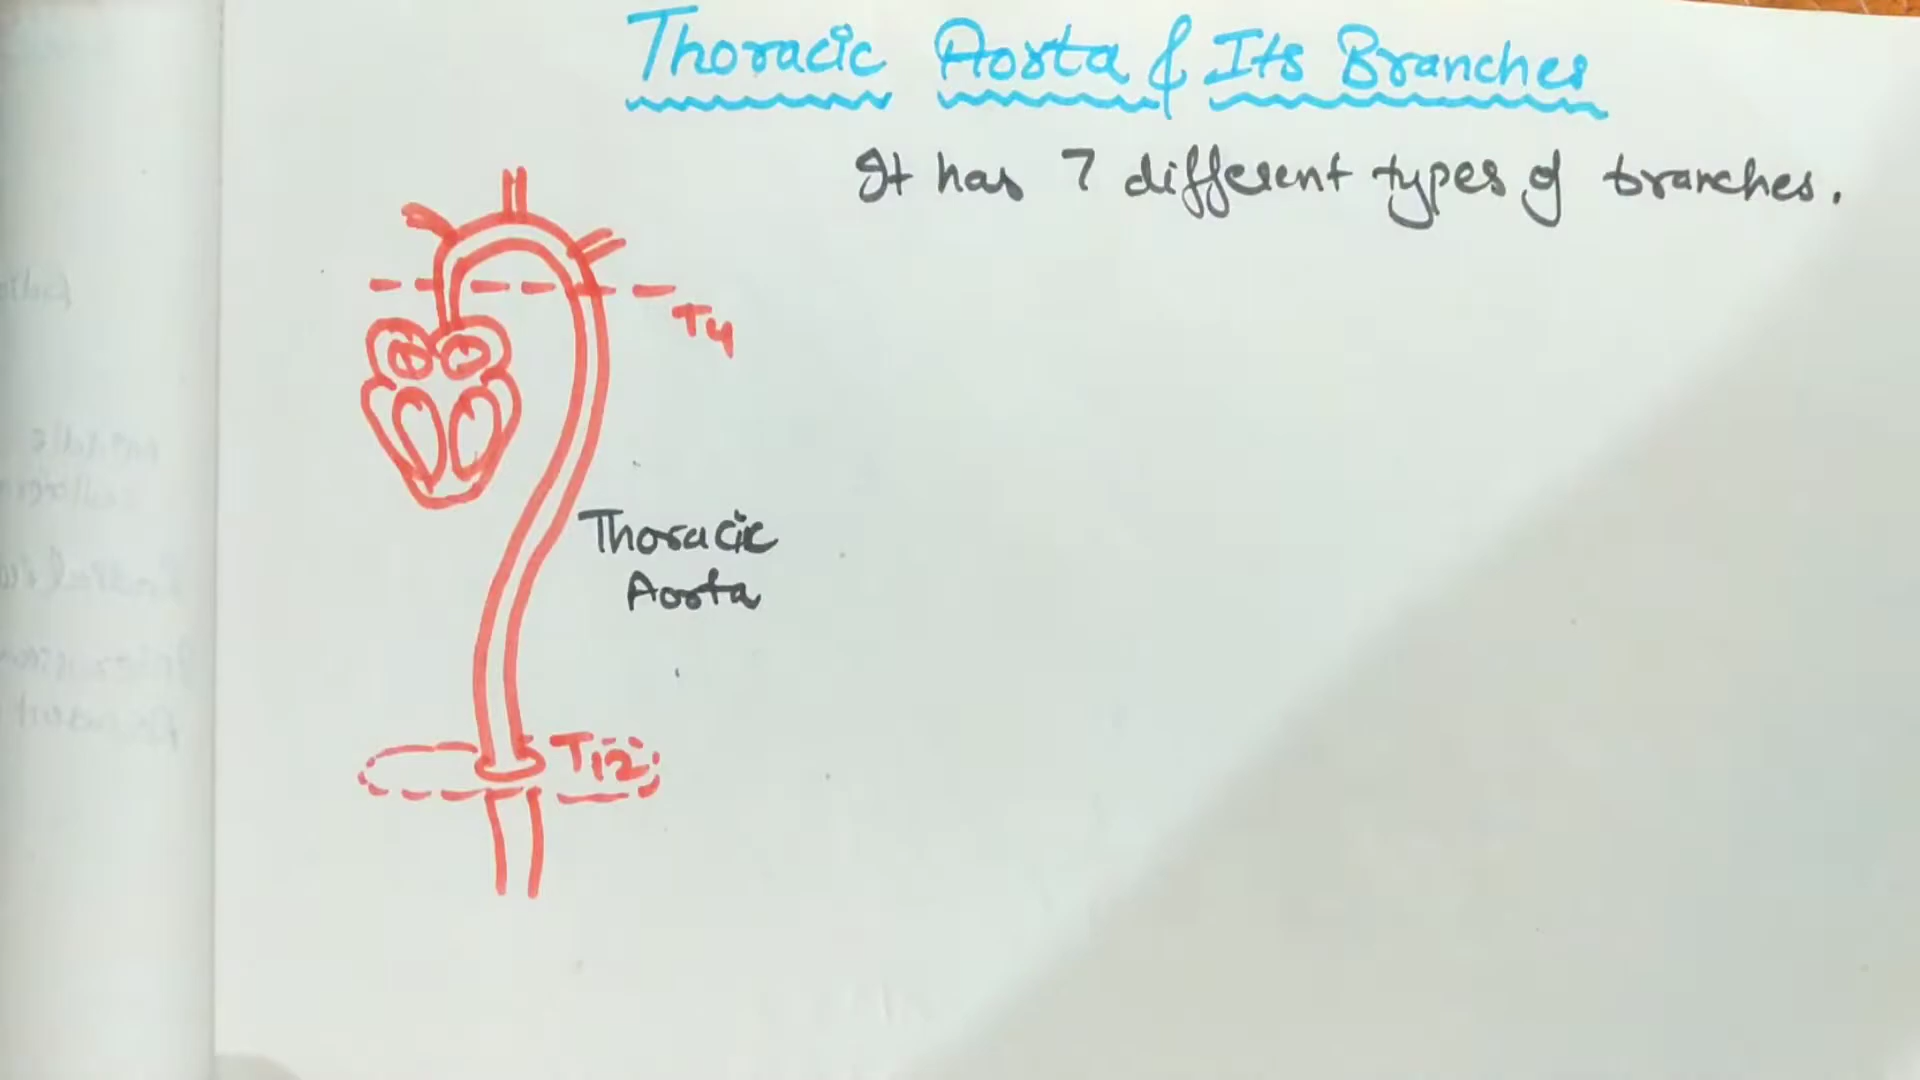 Thoracic Aorta & Its Branches
It has 7 different types of branches.
T4
Thoracic
Aorta
T12